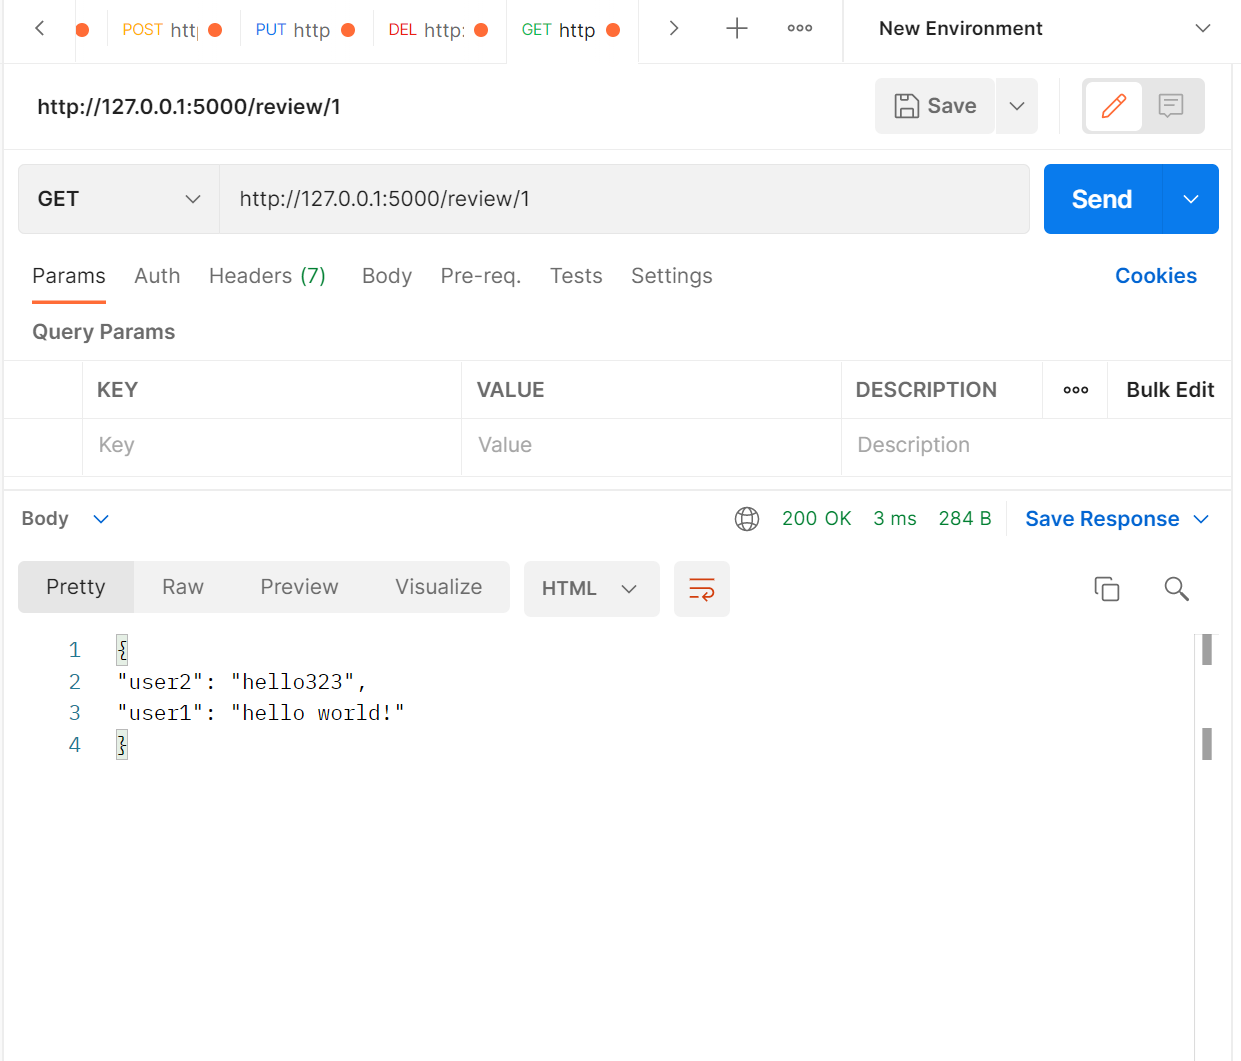 POST htt PUT http DEL http: GET http New Environment
http://127.0.0.1:5000/review/1 Save
GET http://127.0.0.1:5000/review/1 Send
Params Auth Headers (7) Body Pre-req. Tests Settings Cookies
Query Params
KEY VALUE DESCRIPTION Bulk Edit
Key Value Description
Body 200 OK 3 ms 284 B Save Response
Pretty Raw Preview Visualize HTML
1 {
2 "user2": "hello323",
3 "user1": "hello world!"
4 }